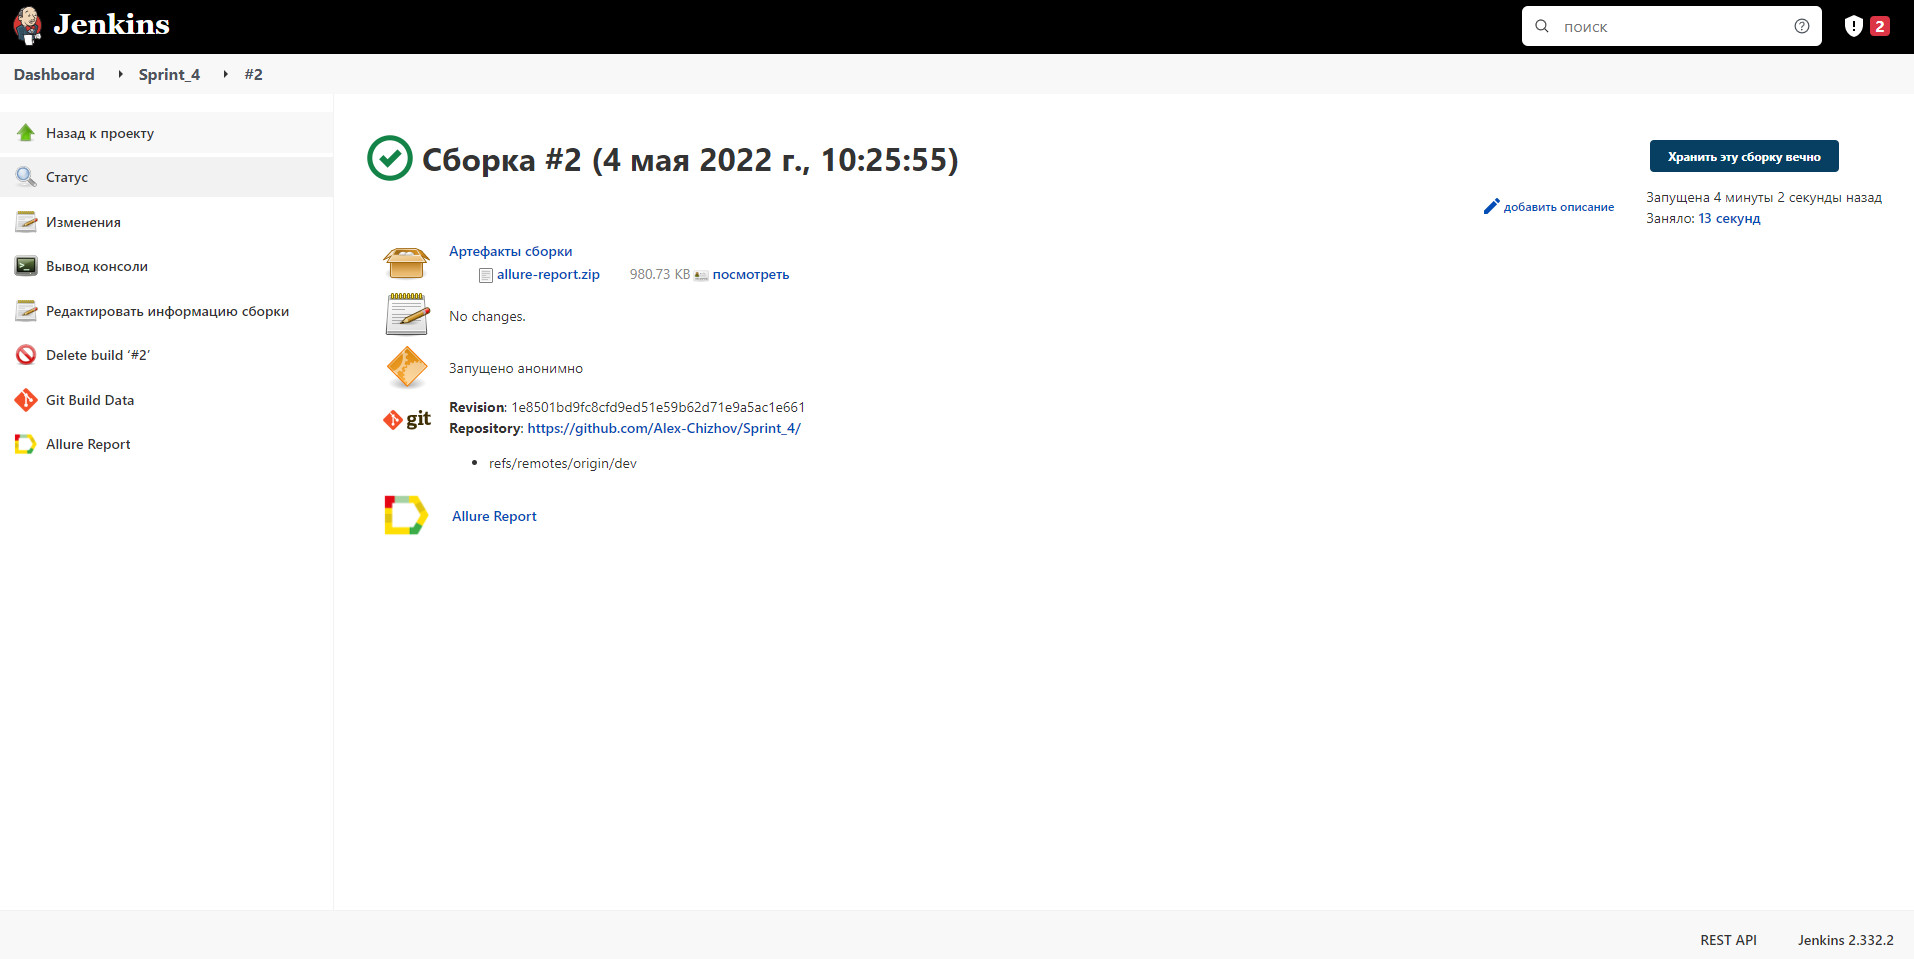 Jenkins
поиск
2
Dashboard
Sprint_4
#2
Назад к проекту
Статус
Изменения
Вывод консоли
Редактировать информацию сборки
Delete build ‘#2’
Git Build Data
Allure Report
Сборка #2 (4 мая 2022 г., 10:25:55)
Хранить эту сборку вечно
добавить описание
Запущена 4 минуты 2 секунды назад
Заняло: 13 секунд
Артефакты сборки
allure-report.zip 980.73 KB посмотреть
No changes.
Запущено анонимно
git
Revision: 1e8501bd9fc8cfd9ed51e59b62d71e9a5ac1e661
Repository: https://github.com/Alex-Chizhov/Sprint_4/
refs/remotes/origin/dev
Allure Report
REST API
Jenkins 2.332.2